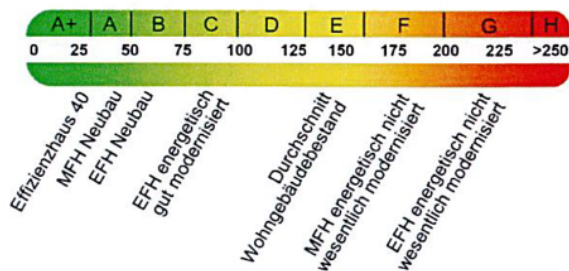 A+ A B C D E F G H
0 25 50 75 100 125 150 175 200 225 >250
Effizienzhaus 40
MFH Neubau
EFH Neubau
EFH energetisch
gut modernisiert
Durchschnitt
Wohngebäudebestand
MFH energetisch nicht
wesentlich modernisiert
EFH energetisch nicht
wesentlich modernisiert